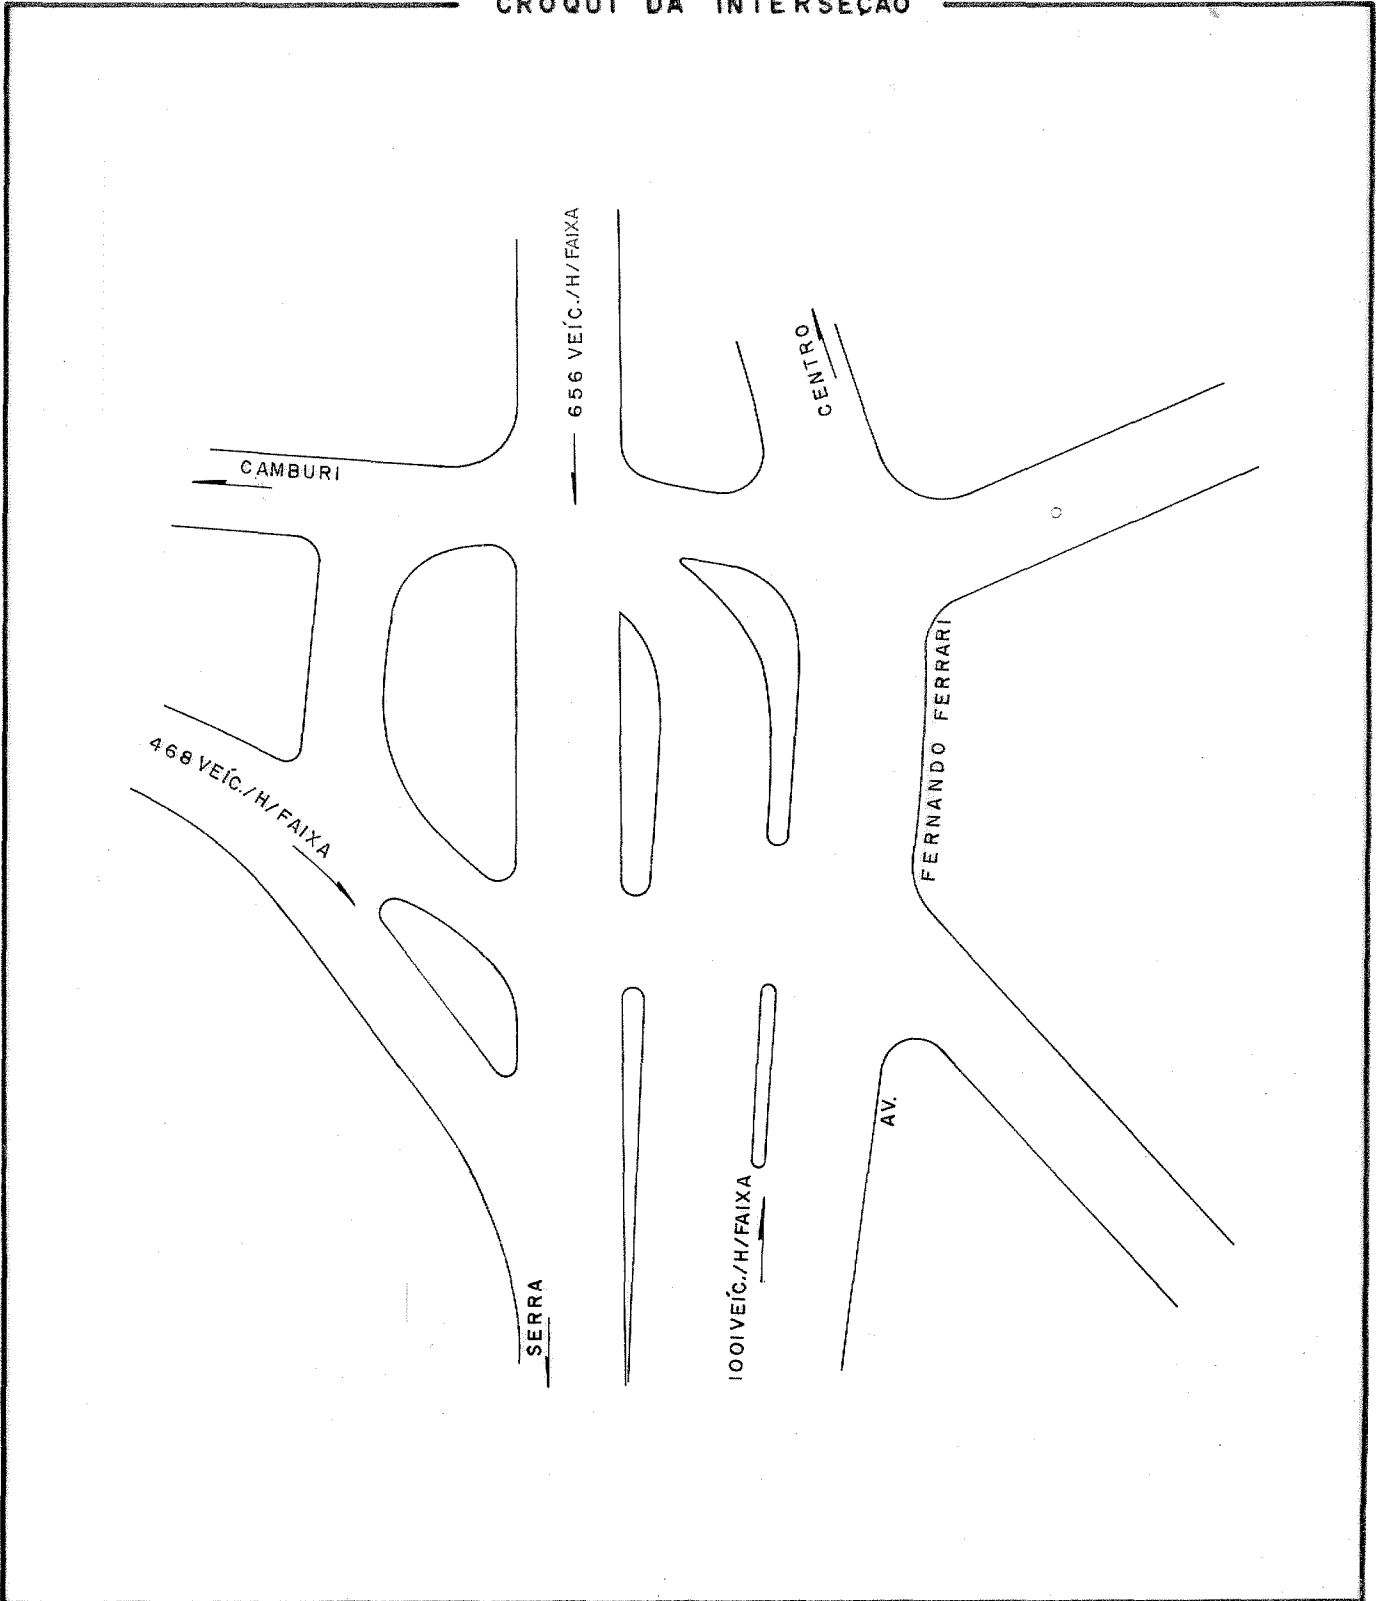 CROQUI DA INTERSEÇÃO
656 VEÍC./H/FAIXA
CENTRO
CAMBURI
468 VEÍC./H/FAIXA
FERNANDO FERRARI
AV.
1001 VEÍC./H/FAIXA
SERRA